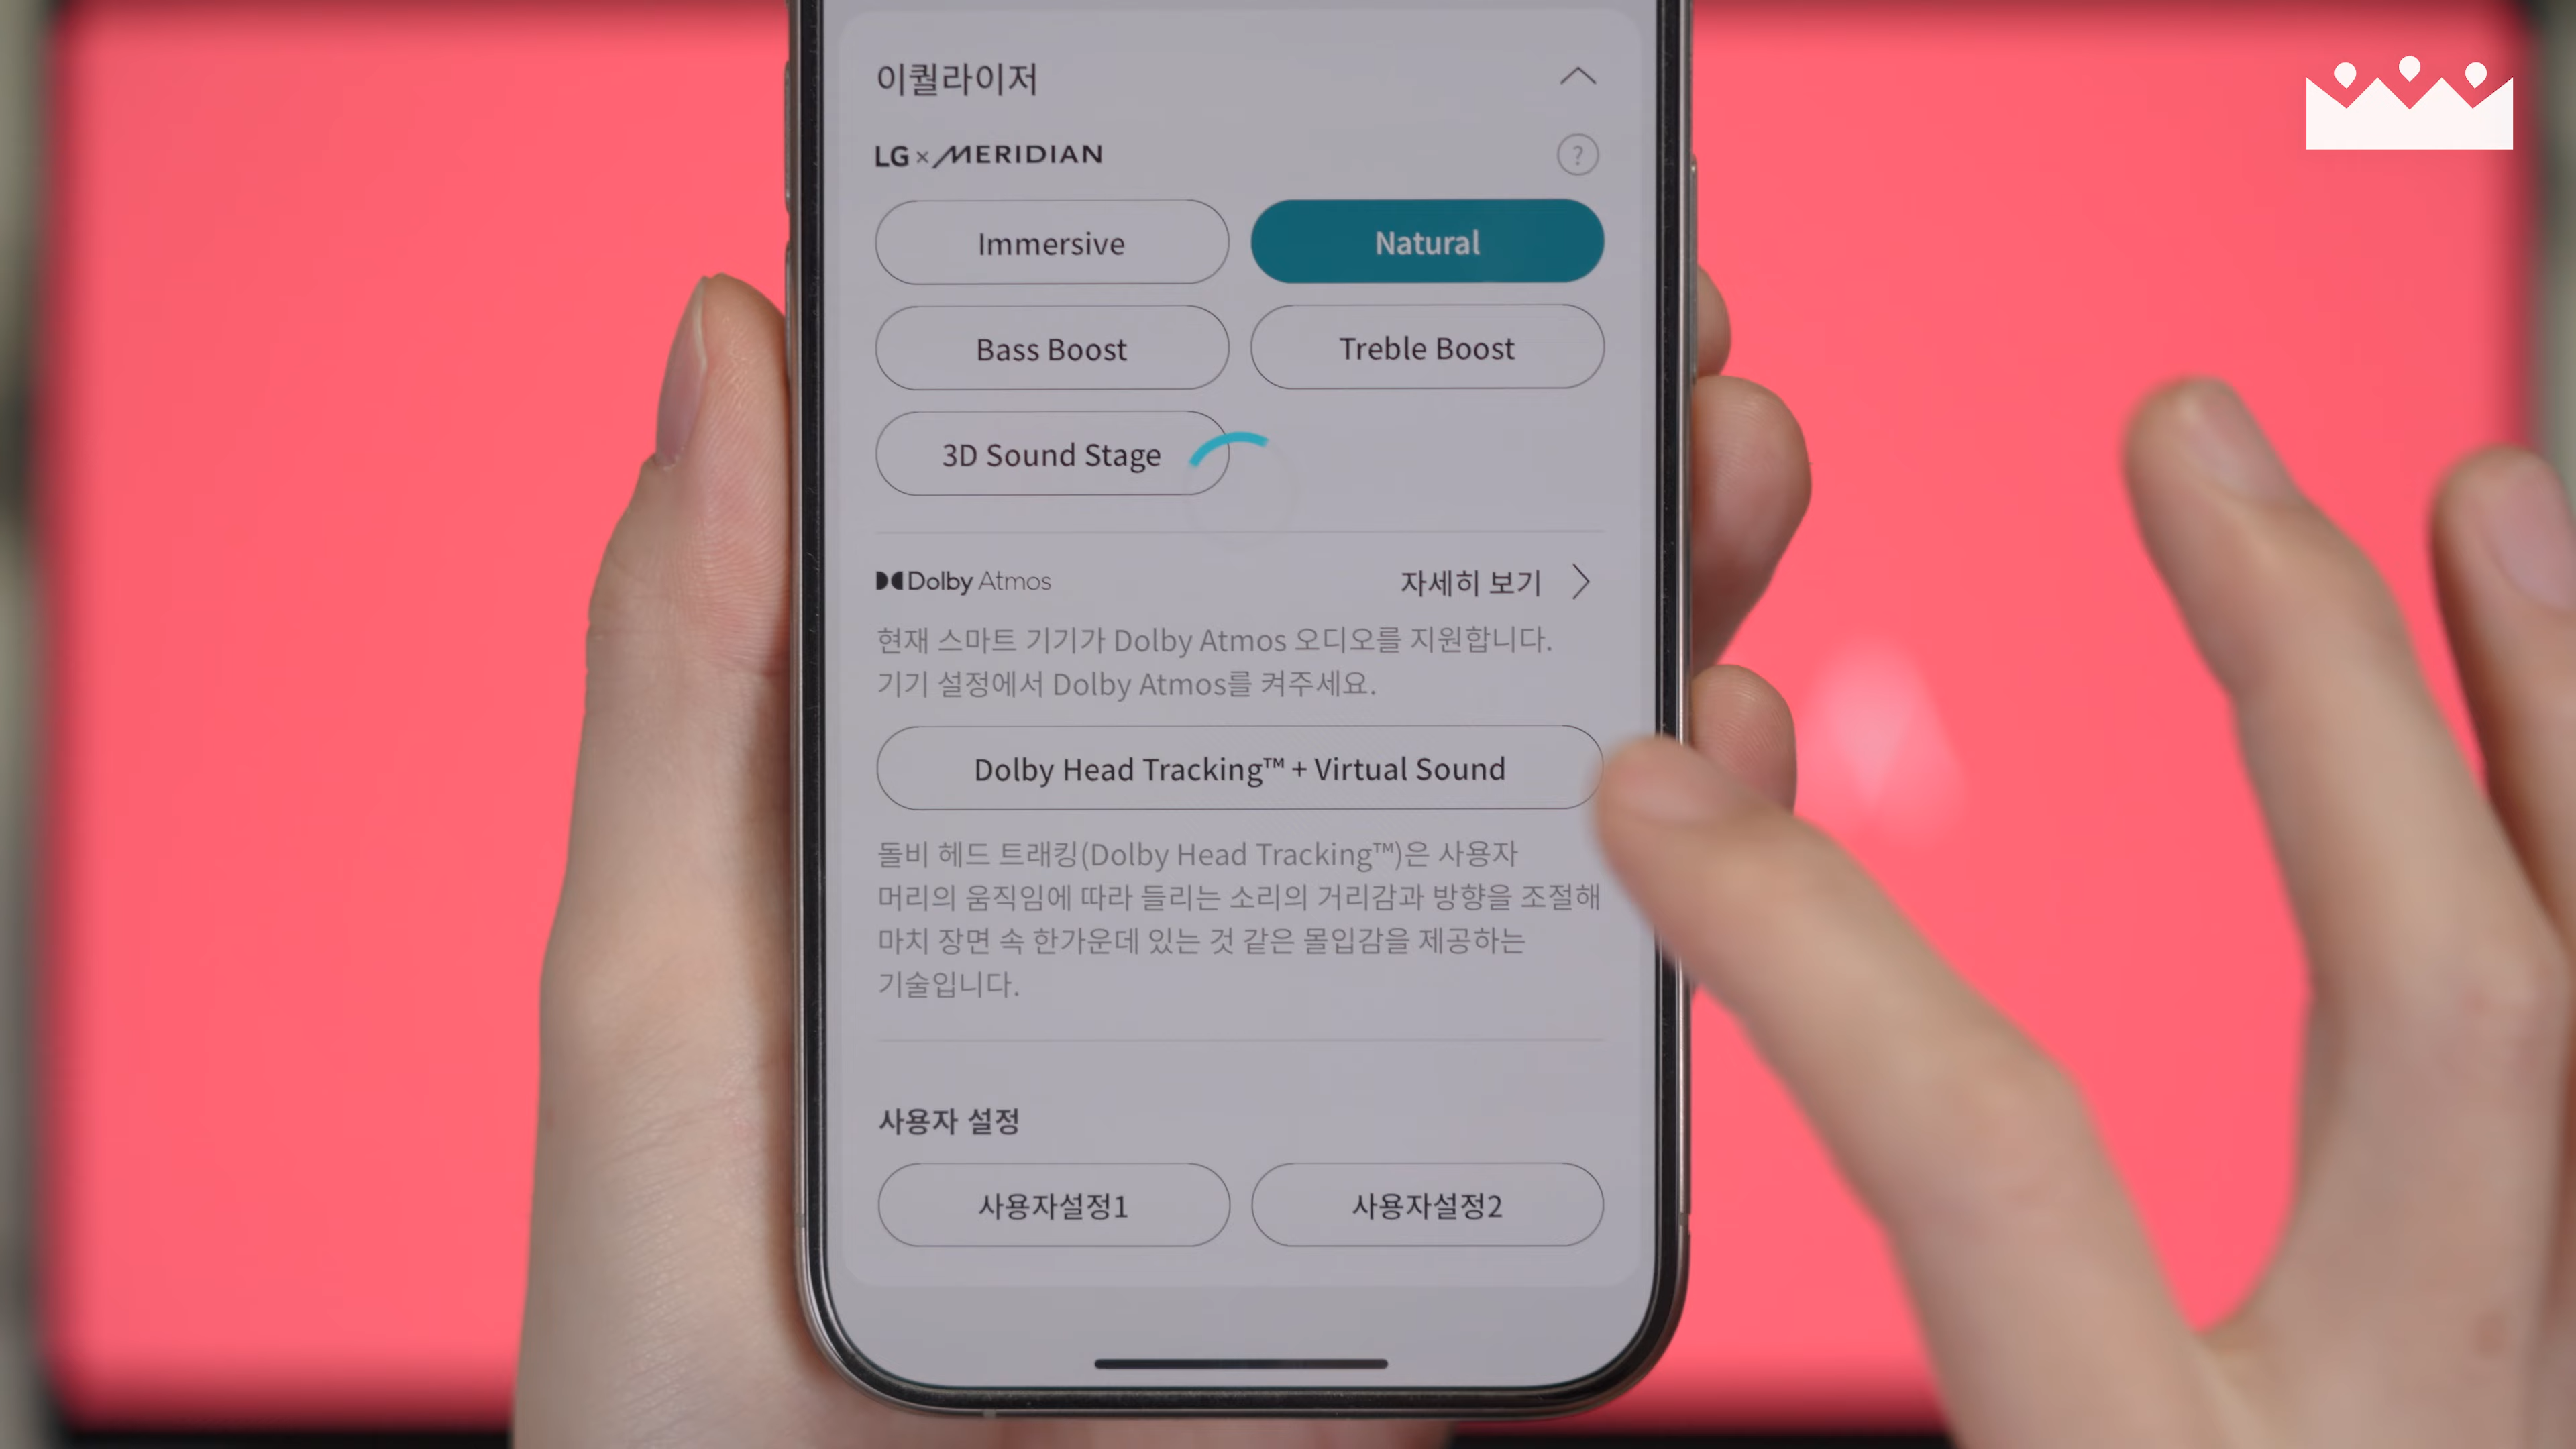 이퀄라이저
LG × MERIDIAN
?
Immersive
Natural
Bass Boost
Treble Boost
3D Sound Stage
Dolby Atmos
자세히 보기
현재 스마트 기기가 Dolby Atmos 오디오를 지원합니다.
기기 설정에서 Dolby Atmos를 켜주세요.
Dolby Head Tracking™ + Virtual Sound
돌비 헤드 트래킹(Dolby Head Tracking™)은 사용자
머리의 움직임에 따라 들리는 소리의 거리감과 방향을 조절해
마치 장면 속 한가운데 있는 것 같은 몰입감을 제공하는
기술입니다.
사용자 설정
사용자설정1
사용자설정2